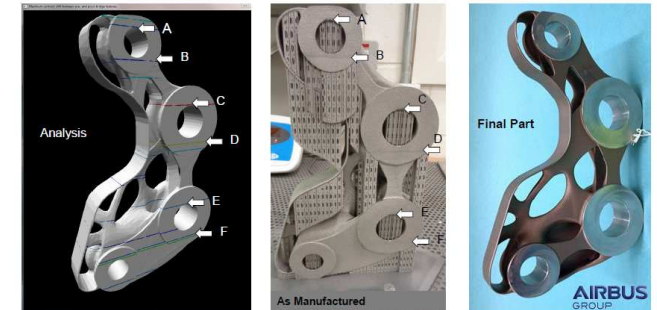 A
B
C
Analysis
D
E
F
A
B
C
D
E
F
As Manufactured
Final Part
AIRBUS
GROUP